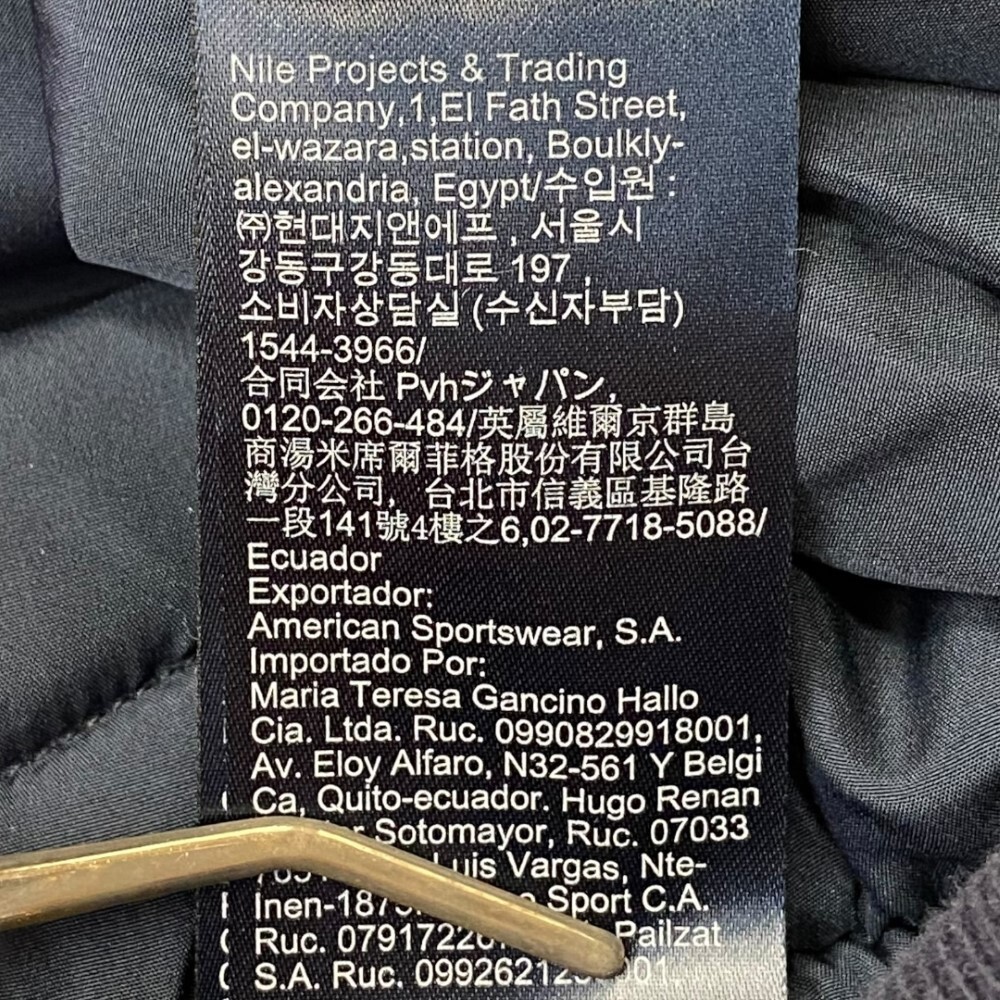 Nile Projects & Trading
Company,1,El Fath Street,
el-wazara,station, Boulkly-
alexandria, Egypt/수입원 :
㈜현대지앤에프 , 서울시
강동구강동대로 197 ,
소비자상담실 (수신자부담)
1544-3966/
合同会社 Pvhジャパン,
0120-266-484/英屬維爾京群島
商湯米席爾菲格股份有限公司台
灣分公司, 台北市信義區基隆路
一段141號4樓之6,02-7718-5088/
Ecuador
Exportador:
American Sportswear, S.A.
Importado Por:
Maria Teresa Gancino Hallo
Cia. Ltda. Ruc. 0990829918001,
Av. Eloy Alfaro, N32-561 Y Belgi
Ca, Quito-ecuador. Hugo Renan
Sotomayor, Ruc. 07033
Luis Vargas, Nte-
Sport C.A.
Ruc. Pailzat
S.A. Ruc.